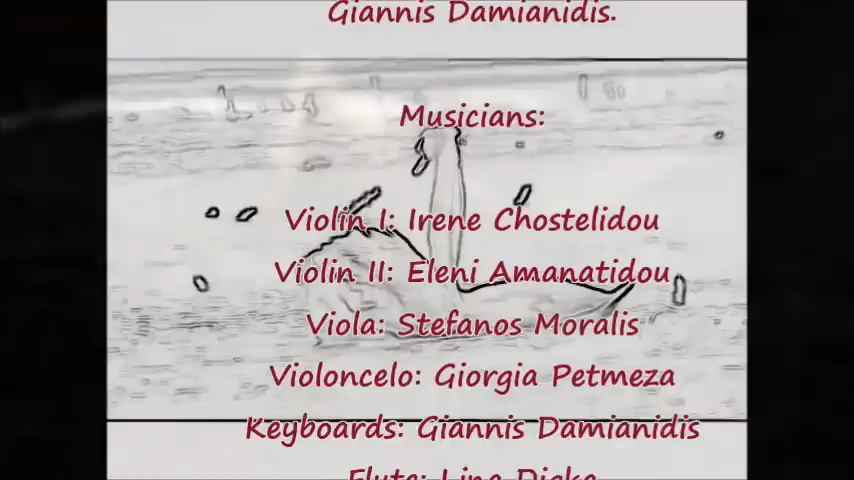 Giannis Damianidis.
Musicians:
Violin I: Irene Chostelidou
Violin II: Eleni Amanatidou
Viola: Stefanos Moralis
Violoncelo: Giorgia Petmeza
Keyboards: Giannis Damianidis
Flute: Lina